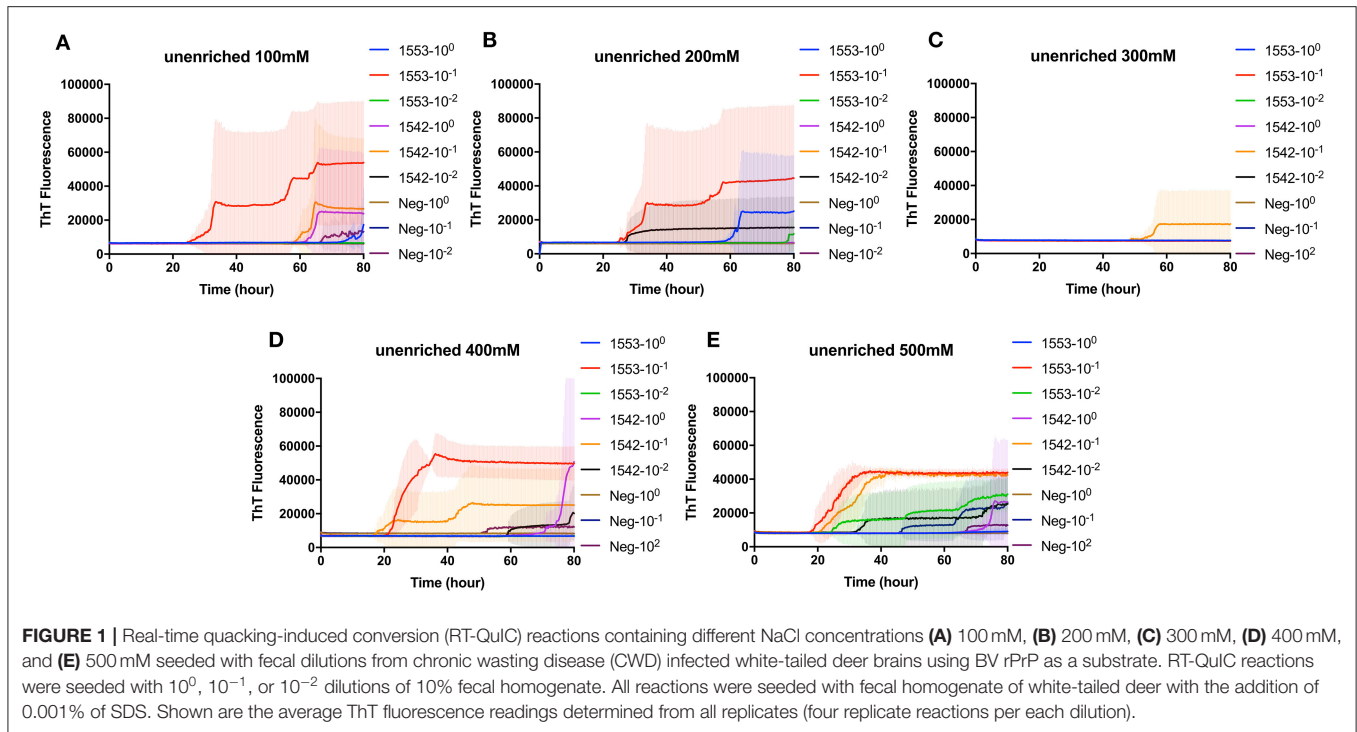 A
unenriched 100mM
ThT Fluorescence
100000
80000
60000
40000
20000
0
0 20 40 60 80
Time (hour)
1553-10⁰
1553-10⁻¹
1553-10⁻²
1542-10⁰
1542-10⁻¹
1542-10⁻²
Neg-10⁰
Neg-10⁻¹
Neg-10⁻²
B
unenriched 200mM
ThT Fluorescence
100000
80000
60000
40000
20000
0
0 20 40 60 80
Time (hour)
1553-10⁰
1553-10⁻¹
1553-10⁻²
1542-10⁰
1542-10⁻¹
1542-10⁻²
Neg-10⁰
Neg-10⁻¹
Neg-10⁻²
C
unenriched 300mM
ThT Fluorescence
100000
80000
60000
40000
20000
0
0 20 40 60 80
Time (hour)
1553-10⁰
1553-10⁻¹
1553-10⁻²
1542-10⁰
1542-10⁻¹
1542-10⁻²
Neg-10⁰
Neg-10⁻¹
Neg-10²
D
unenriched 400mM
ThT Fluorescence
100000
80000
60000
40000
20000
0
0 20 40 60 80
Time (hour)
1553-10⁰
1553-10⁻¹
1553-10⁻²
1542-10⁰
1542-10⁻¹
1542-10⁻²
Neg-10⁰
Neg-10⁻¹
Neg-10²
E
unenriched 500mM
ThT Fluorescence
100000
80000
60000
40000
20000
0
0 20 40 60 80
Time (hour)
1553-10⁰
1553-10⁻¹
1553-10⁻²
1542-10⁰
1542-10⁻¹
1542-10⁻²
Neg-10⁰
Neg-10⁻¹
Neg-10²
FIGURE 1 | Real-time quacking-induced conversion (RT-QuIC) reactions containing different NaCl concentrations (A) 100 mM, (B) 200 mM, (C) 300 mM, (D) 400 mM,
and (E) 500 mM seeded with fecal dilutions from chronic wasting disease (CWD) infected white-tailed deer brains using BV rPrP as a substrate. RT-QuIC reactions
were seeded with 10⁰, 10⁻¹, or 10⁻² dilutions of 10% fecal homogenate. All reactions were seeded with fecal homogenate of white-tailed deer with the addition of
0.001% of SDS. Shown are the average ThT fluorescence readings determined from all replicates (four replicate reactions per each dilution).